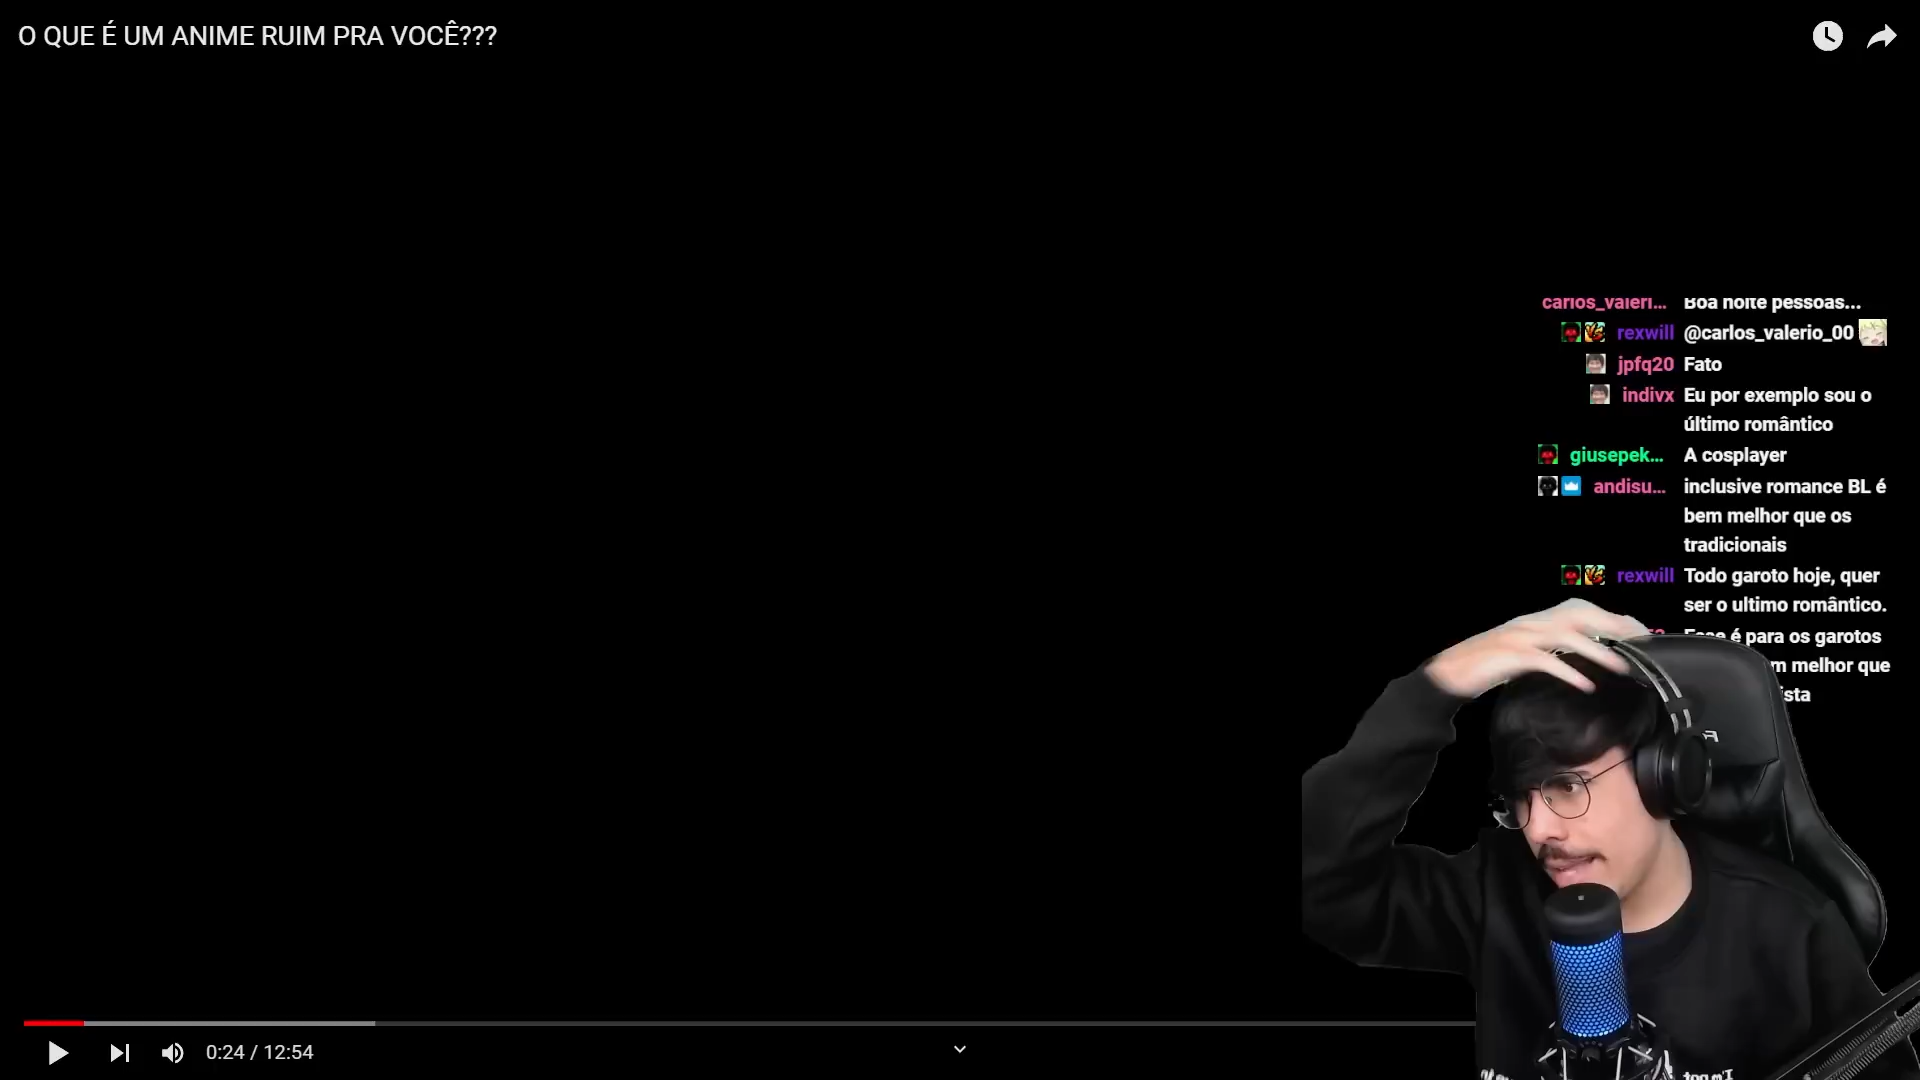 O QUE É UM ANIME RUIM PRA VOCÊ???
carlos_valeri... Boa noite pessoas...
rexwill @carlos_valerio_00
jpfq20 Fato
indivx Eu por exemplo sou o
último romântico
giusepek... A cosplayer
andisu... inclusive romance BL é
bem melhor que os
tradicionais
rexwill Todo garoto hoje, quer
ser o ultimo romântico.
é para os garotos
melhor que
0:24 / 12:54